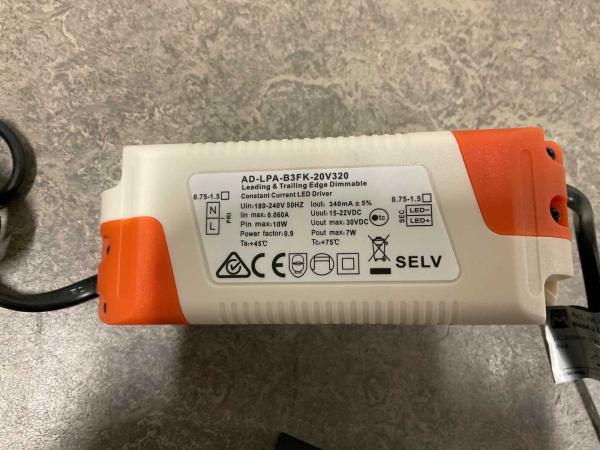 AD-LPA-B3FK-20V320
Leading & Trailing Edge Dimmable
Constant Current LED Driver
0.75-1.5
N
L
PRI
Uin:180-240V 50HZ
Iin max: 0.060A
Pin max: 10W
Power factor: 0.9
Ta:+45℃
Iout: 340mA ± 5%
Uout:15-22VDC
Uout max: 30VDC
Pout max: 7W
Tc:+75℃
tc
0.75-1.5
SEC
LED-
LED+
CE
SELV